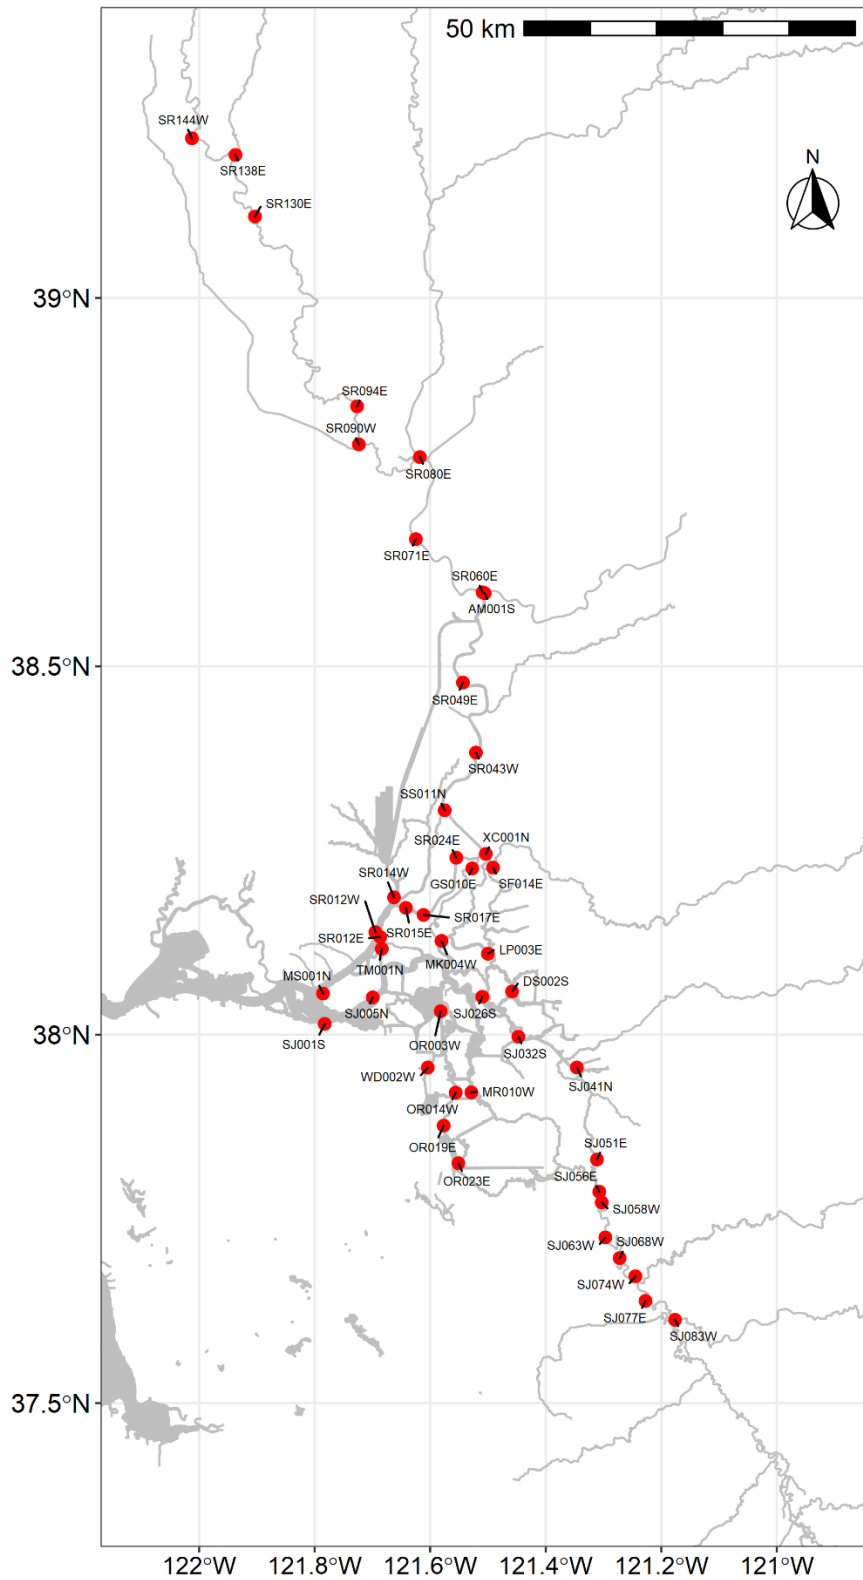 50 km
SR144W
SR138E
N
SR130E
39°N
SR094E
SR090W
SR080E
SR071E
SR060E
AM001S
38.5°N
SR049E
SR043W
SS011N
SR024E
XC001N
SR014W
GS010E
SF014E
SR012W
SR017E
SR015E
SR012E
LP003E
MK004W
TM001N
MS001N
DS002S
SJ005N
SJ026S
38°N
SJ001S
OR003W
SJ032S
WD002W
SJ041N
MR010W
OR014W
SJ051E
OR019E
SJ056E
OR023E
SJ058W
SJ063W
SJ068W
SJ074W
SJ077E
SJ083W
37.5°N
122°W 121.8°W 121.6°W 121.4°W 121.2°W 121°W